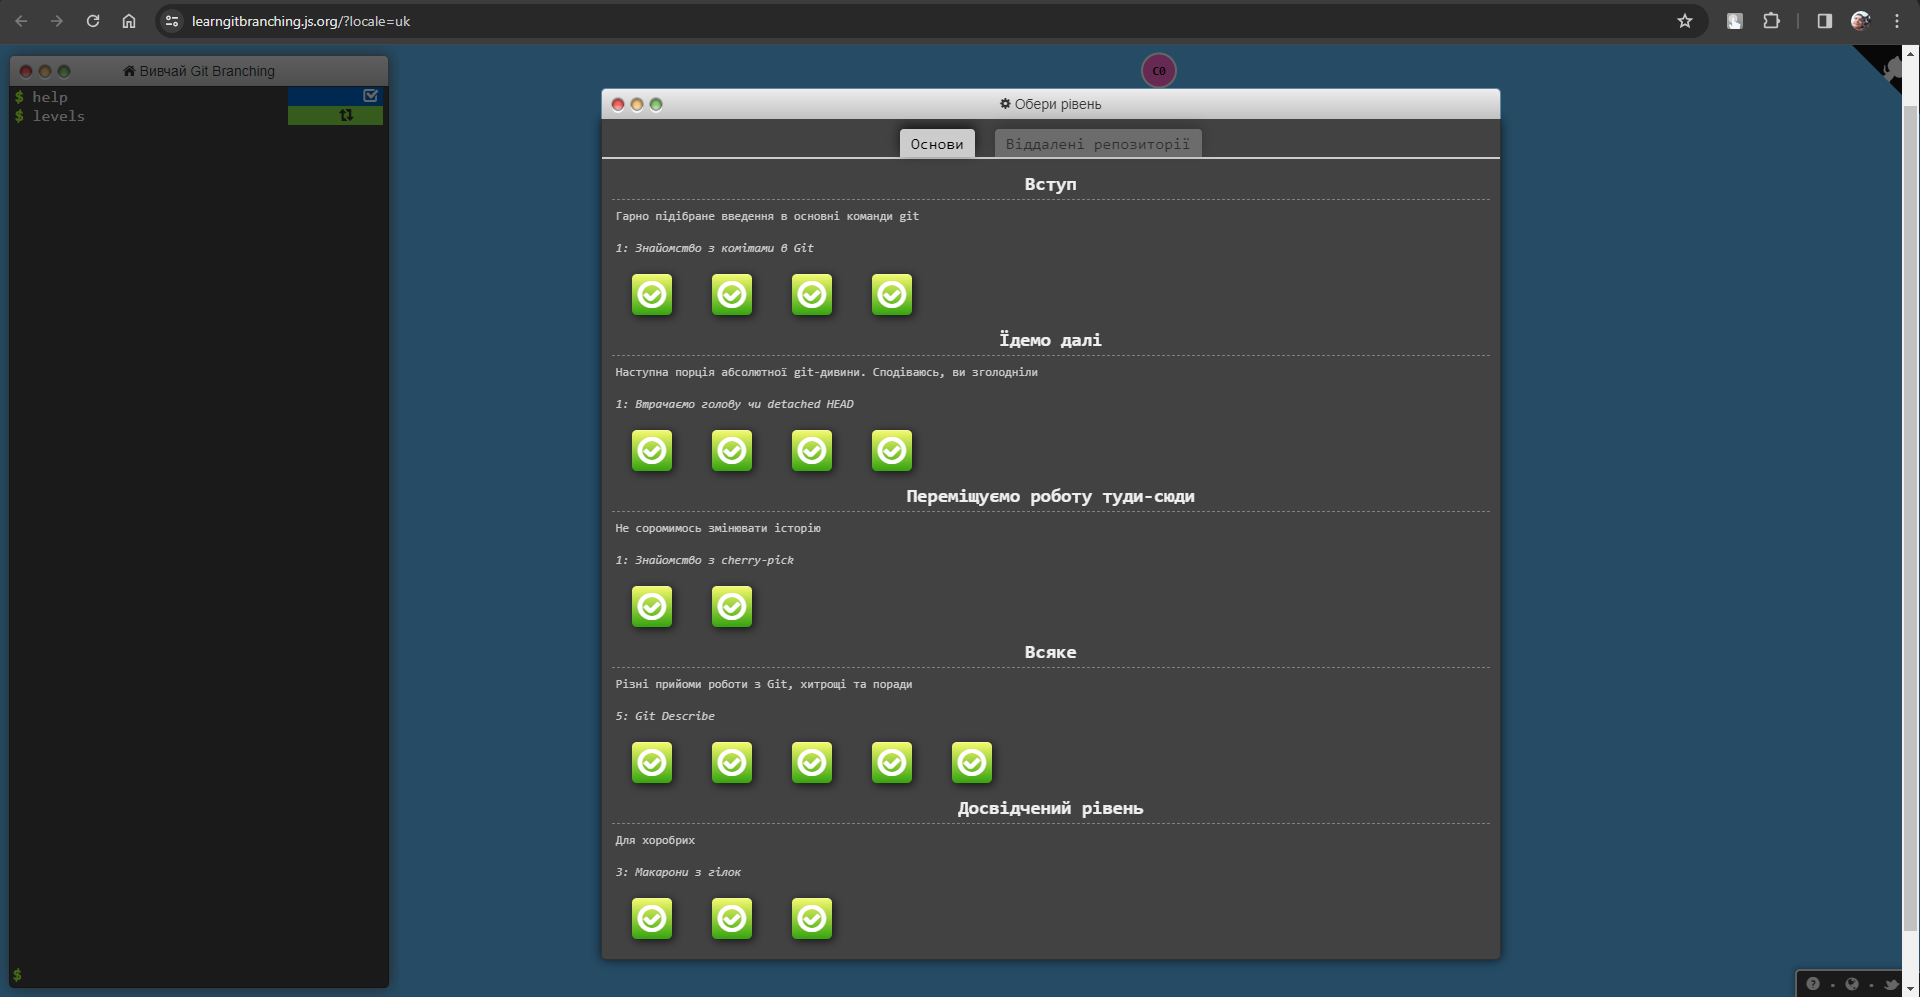 learngitbranching.js.org/?locale=uk
Вивчай Git Branching
$ help
$ levels
$
C0
Обери рівень
Основи
Віддалені репозиторії
Вступ
Гарно підібране введення в основні команди git
1: Знайомство з комітами в Git
Їдемо далі
Наступна порція абсолютної git-дивини. Сподіваюсь, ви зголодніли
1: Втрачаємо голову чи detached HEAD
Переміщуємо роботу туди-сюди
Не соромимось змінювати історію
1: Знайомство з cherry-pick
Всяке
Різні прийоми роботи з Git, хитрощі та поради
5: Git Describe
Досвідчений рівень
Для хоробрих
3: Макарони з гілок